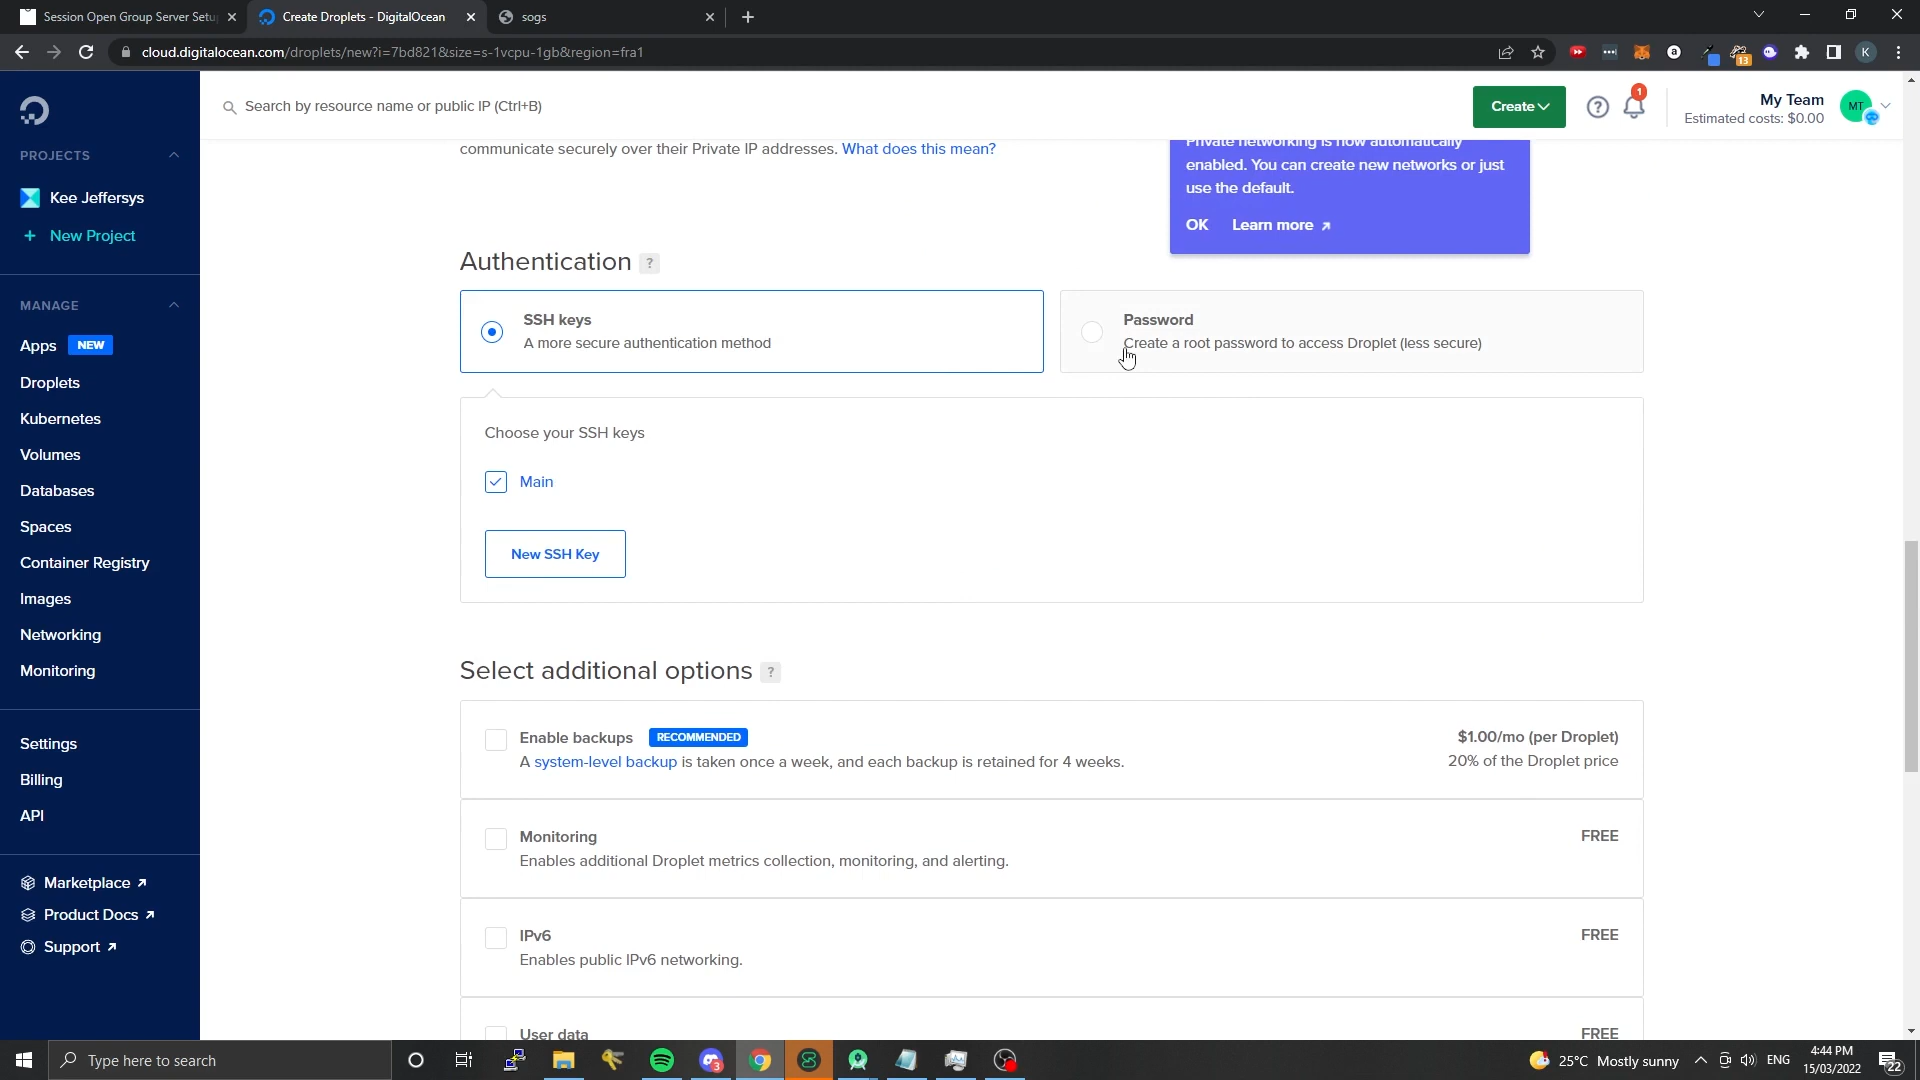 Session Open Group Server Setu
Create Droplets - DigitalOcean
sogs
cloud.digitalocean.com/droplets/new?i=7bd821&size=s-1vcpu-1gb&region=fra1
13
K
Search by resource name or public IP (Ctrl+B)
Create
1
My Team
Estimated costs: $0.00
MT
PROJECTS
Kee Jeffersys
+ New Project
MANAGE
Apps NEW
Droplets
Kubernetes
Volumes
Databases
Spaces
Container Registry
Images
Networking
Monitoring
Settings
Billing
API
Marketplace
Product Docs
Support
communicate securely over their Private IP addresses. What does this mean?
Private networking is now automatically
enabled. You can create new networks or just
use the default.
OK Learn more
Authentication ?
SSH keys
A more secure authentication method
Password
Create a root password to access Droplet (less secure)
Choose your SSH keys
Main
New SSH Key
Select additional options ?
Enable backups RECOMMENDED
A system-level backup is taken once a week, and each backup is retained for 4 weeks.
$1.00/mo (per Droplet)
20% of the Droplet price
Monitoring
Enables additional Droplet metrics collection, monitoring, and alerting.
FREE
IPv6
Enables public IPv6 networking.
FREE
User data
FREE
Type here to search
3
25°C Mostly sunny
ENG
4:44 PM
15/03/2022
22